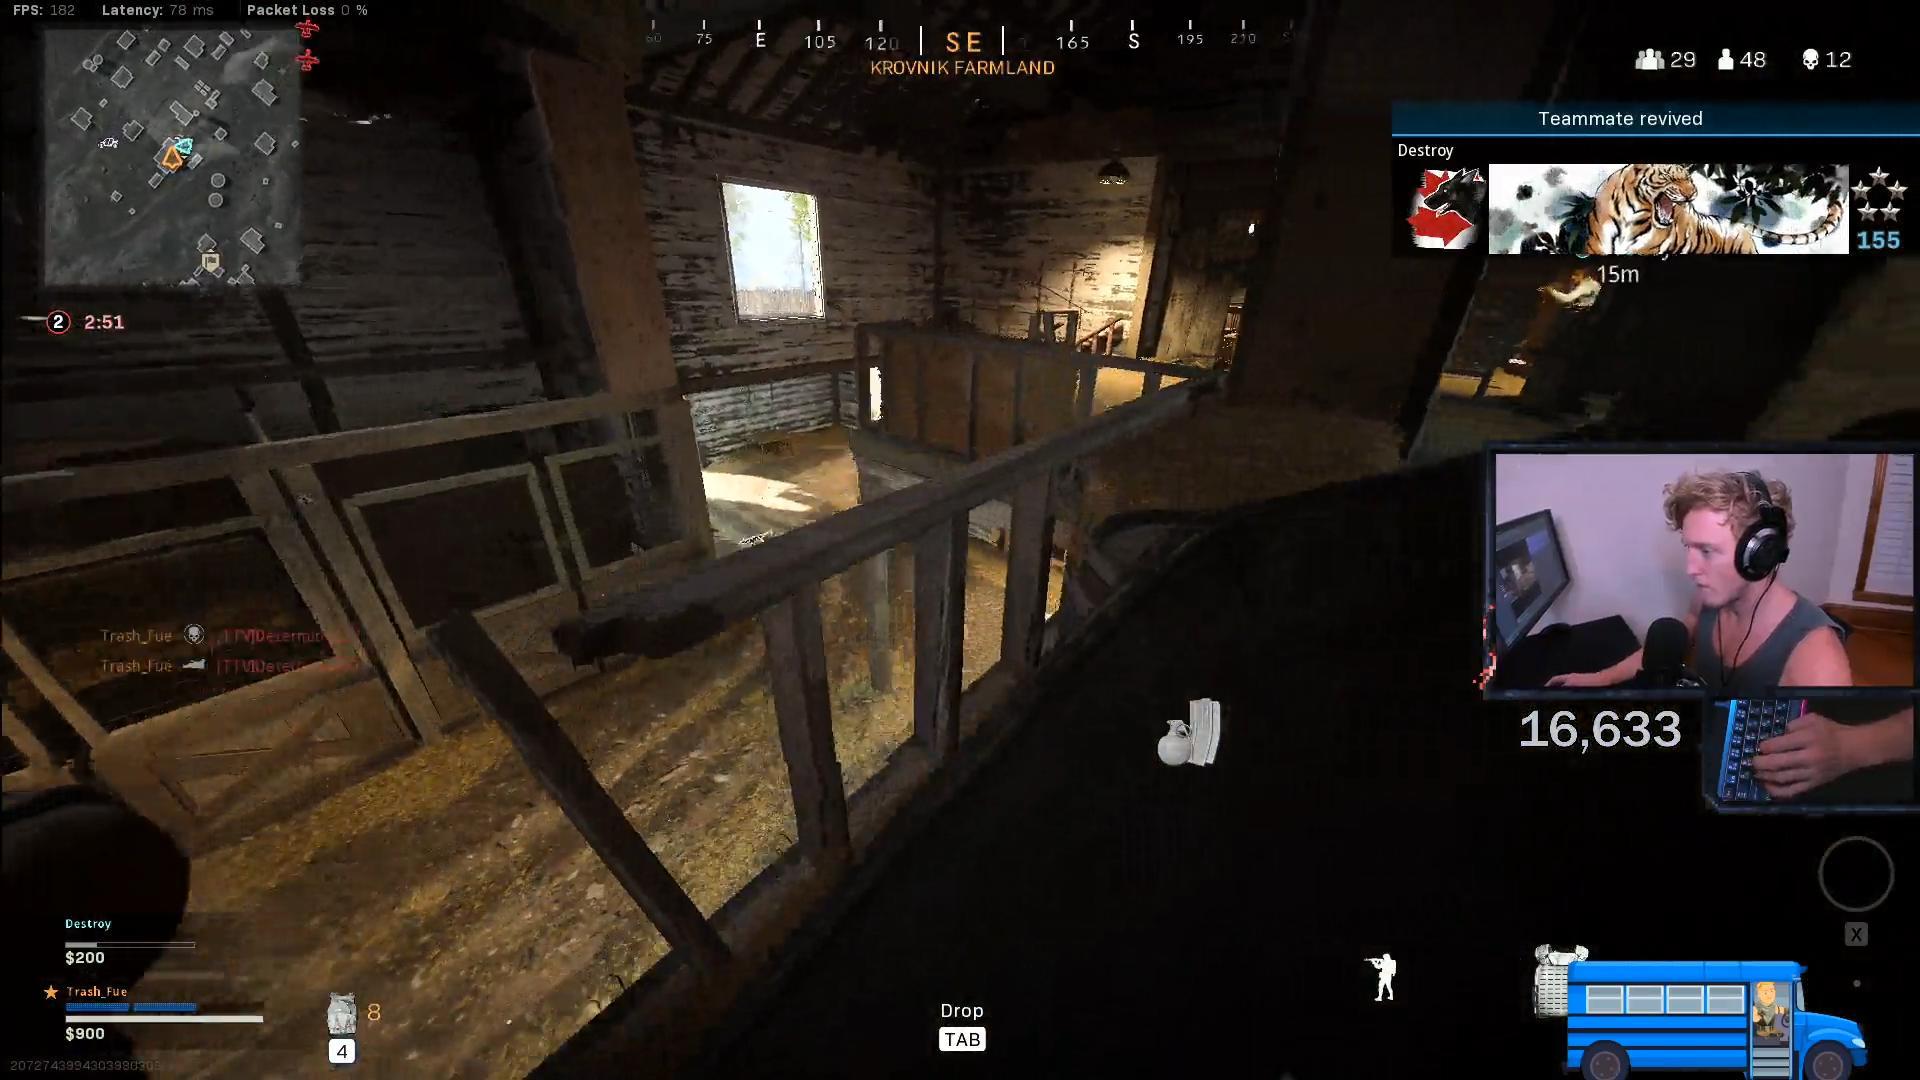 FPS: 182 Latency: 78 ms Packet Loss 0 %
60 75 E 105 120 SE 165 S 195 210
KROVNIK FARMLAND
29 48 12
Teammate revived
Destroy
155
15m
2 2:51
Trash_Fue
Trash_Fue
16,633
X
Destroy
$200
Trash_Fue
$900
8
4
Drop
TAB